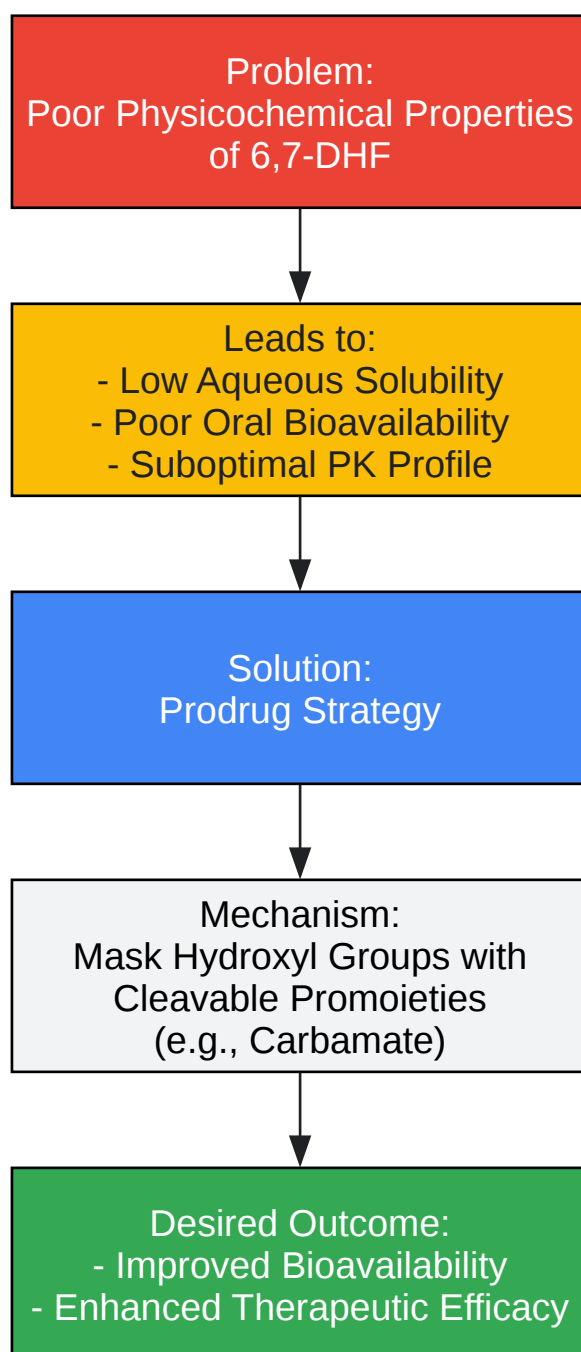 Problem:
Poor Physicochemical Properties
of 6,7-DHF
Leads to:
- Low Aqueous Solubility
- Poor Oral Bioavailability
- Suboptimal PK Profile
Solution:
Prodrug Strategy
Mechanism:
Mask Hydroxyl Groups with
Cleavable Promoieties
(e.g., Carbamate)
Desired Outcome:
- Improved Bioavailability
- Enhanced Therapeutic Efficacy